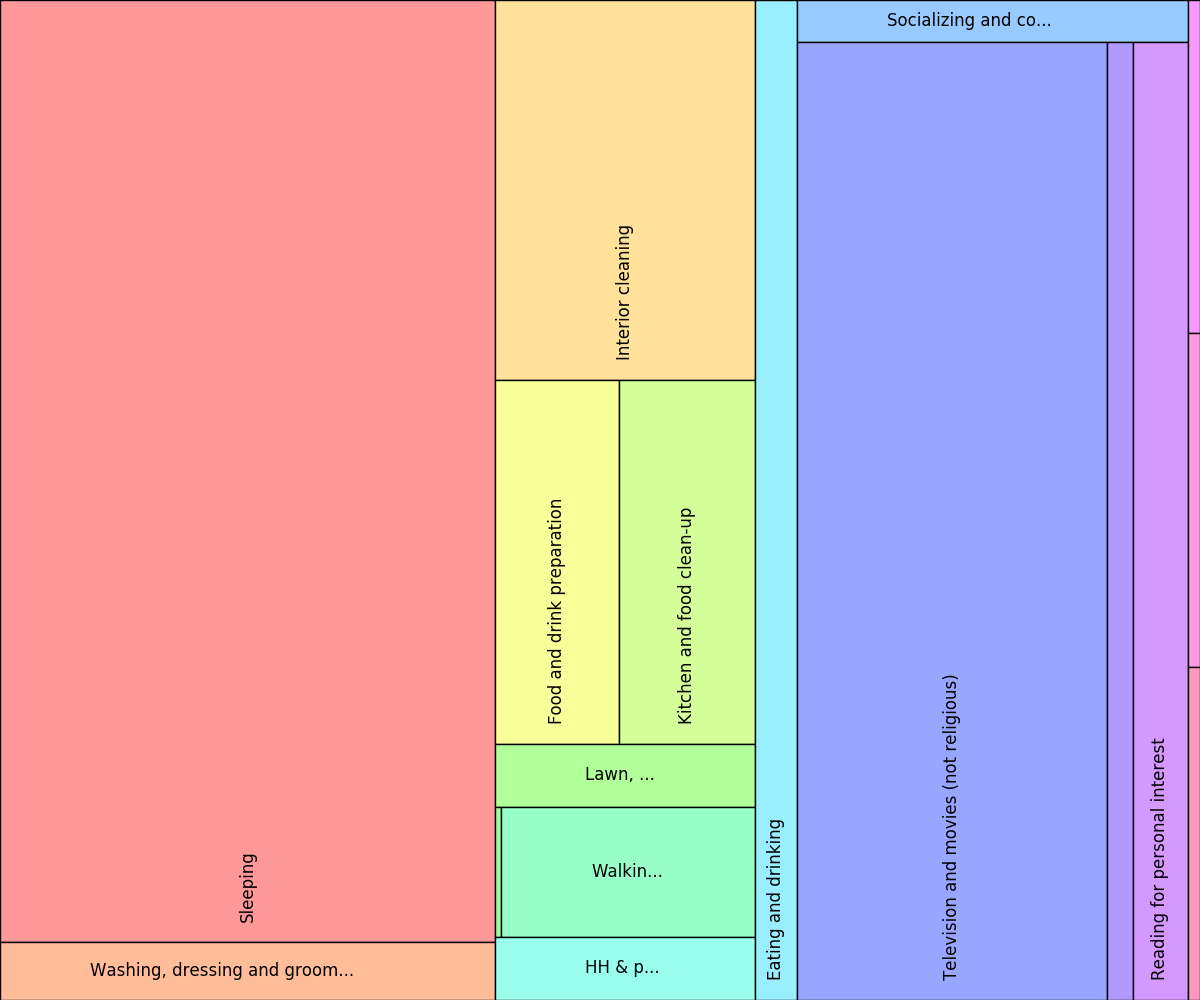 Sleeping
Washing, dressing and groom...
Interior cleaning
Food and drink preparation
Kitchen and food clean-up
Lawn, ...
Walkin...
HH & p...
Eating and drinking
Socializing and co...
Television and movies (not religious)
Reading for personal interest